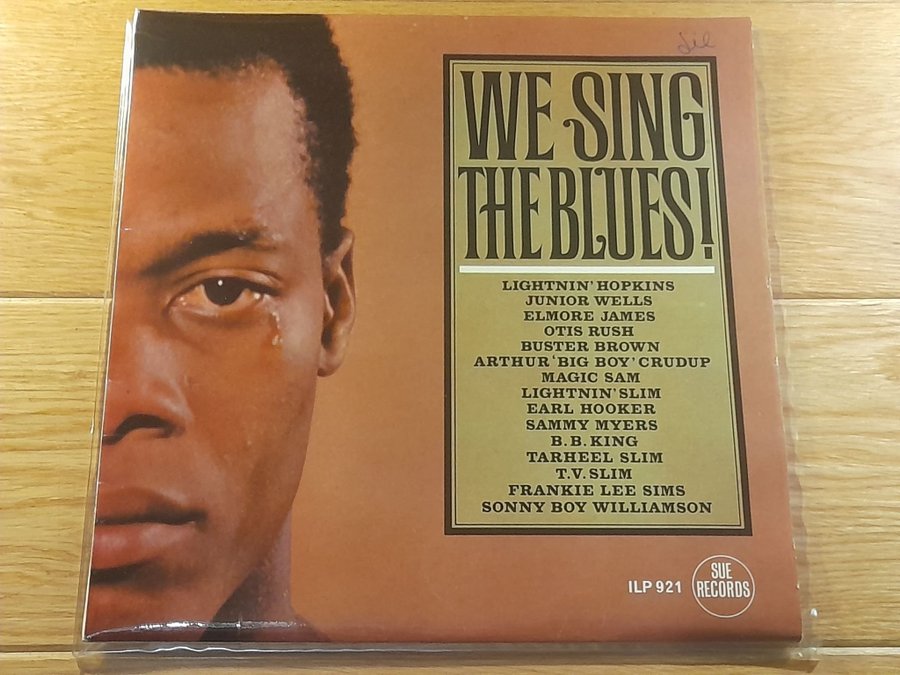 WE SING
THE BLUES!
LIGHTNIN' HOPKINS
JUNIOR WELLS
ELMORE JAMES
OTIS RUSH
BUSTER BROWN
ARTHUR ‘BIG BOY’ CRUDUP
MAGIC SAM
LIGHTNIN' SLIM
EARL HOOKER
SAMMY MYERS
B.B. KING
TARHEEL SLIM
T.V. SLIM
FRANKIE LEE SIMS
SONNY BOY WILLIAMSON
ILP 921
SUE
RECORDS